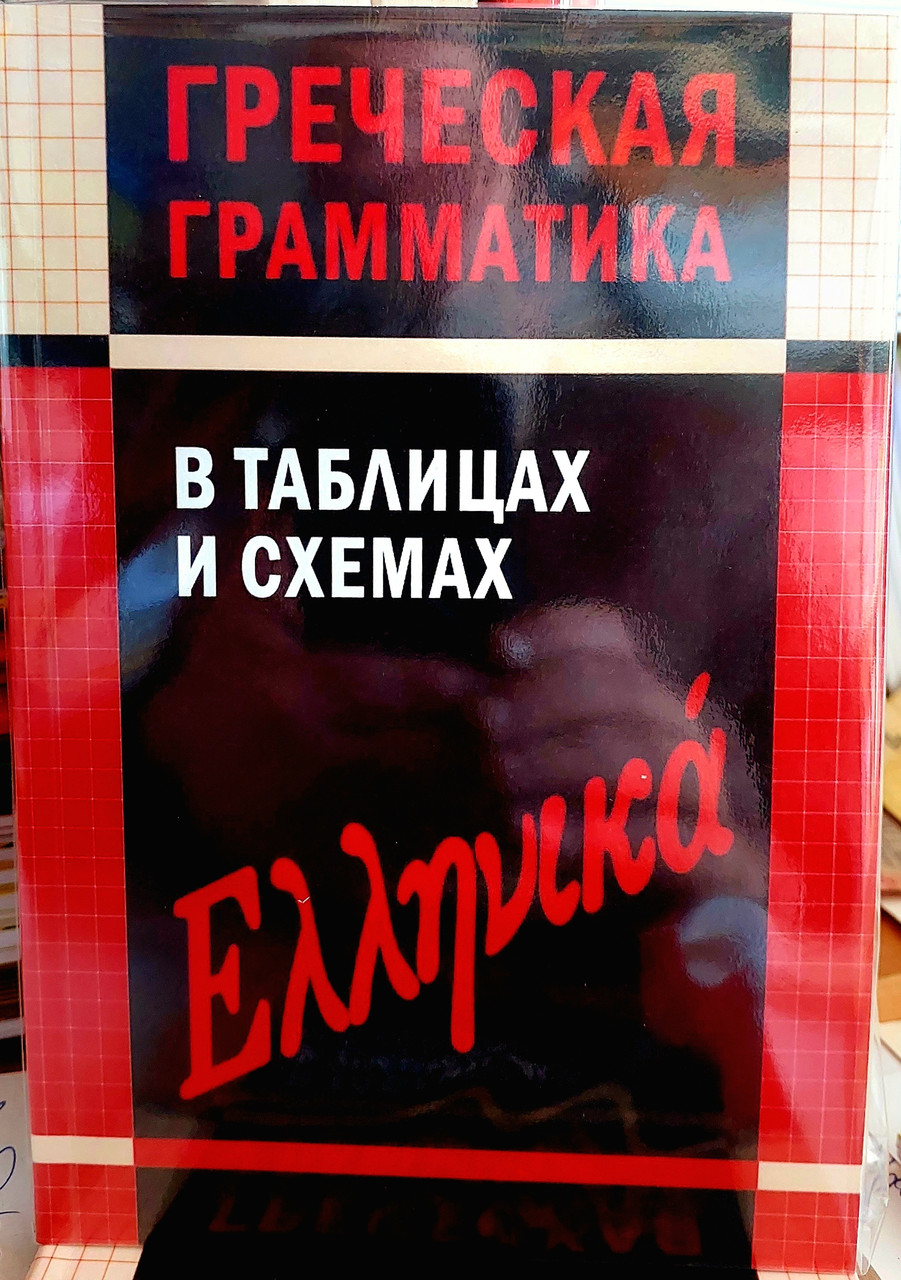 ГРЕЧЕСКАЯ
ГРАММАТИКА
В ТАБЛИЦАХ
И СХЕМАХ
Ελληνικά